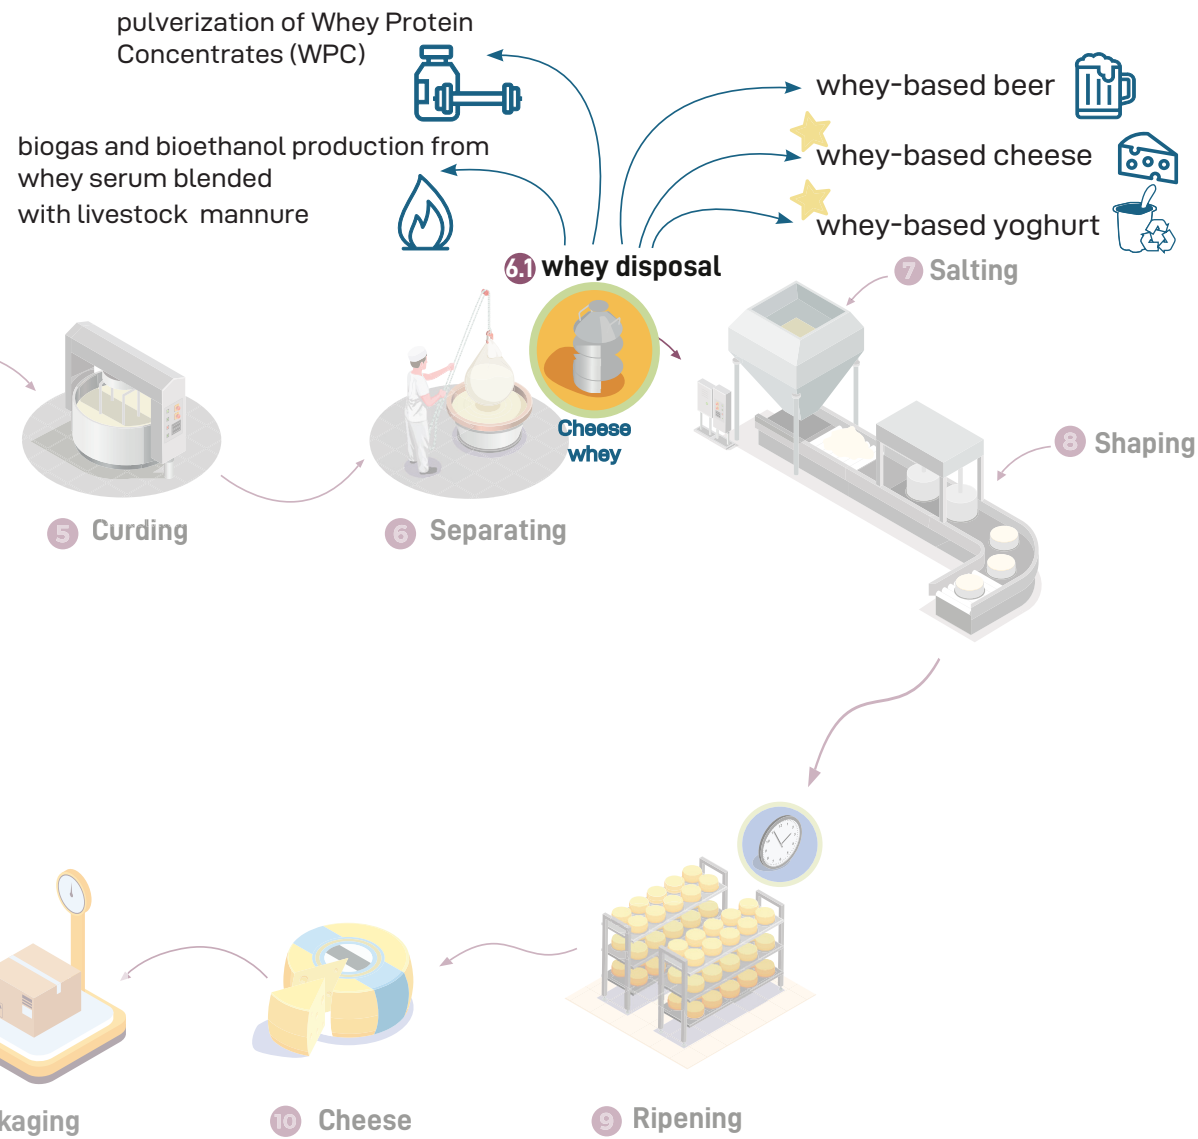 pulverization of Whey Protein
Concentrates (WPC)
biogas and bioethanol production from
whey serum blended
with livestock mannure
whey-based beer
whey-based cheese
whey-based yoghurt
6.1 whey disposal
Cheese
whey
7 Salting
8 Shaping
5 Curding
6 Separating
kaging
10 Cheese
9 Ripening